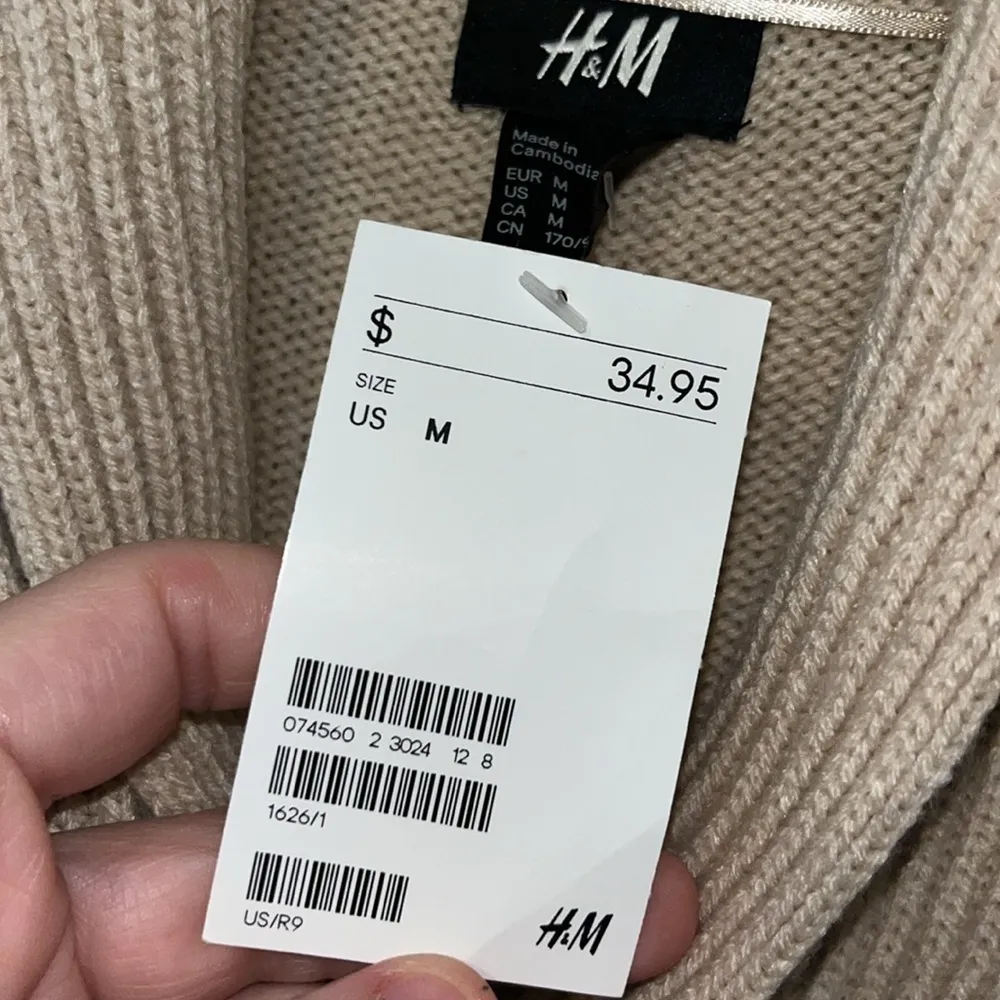 H&M
Made in
Cambodia
EUR M
US M
CA M
CN 170/
$ 34.95
SIZE
US M
074560 2 3024 12 8
1626/1
US/R9
H&M